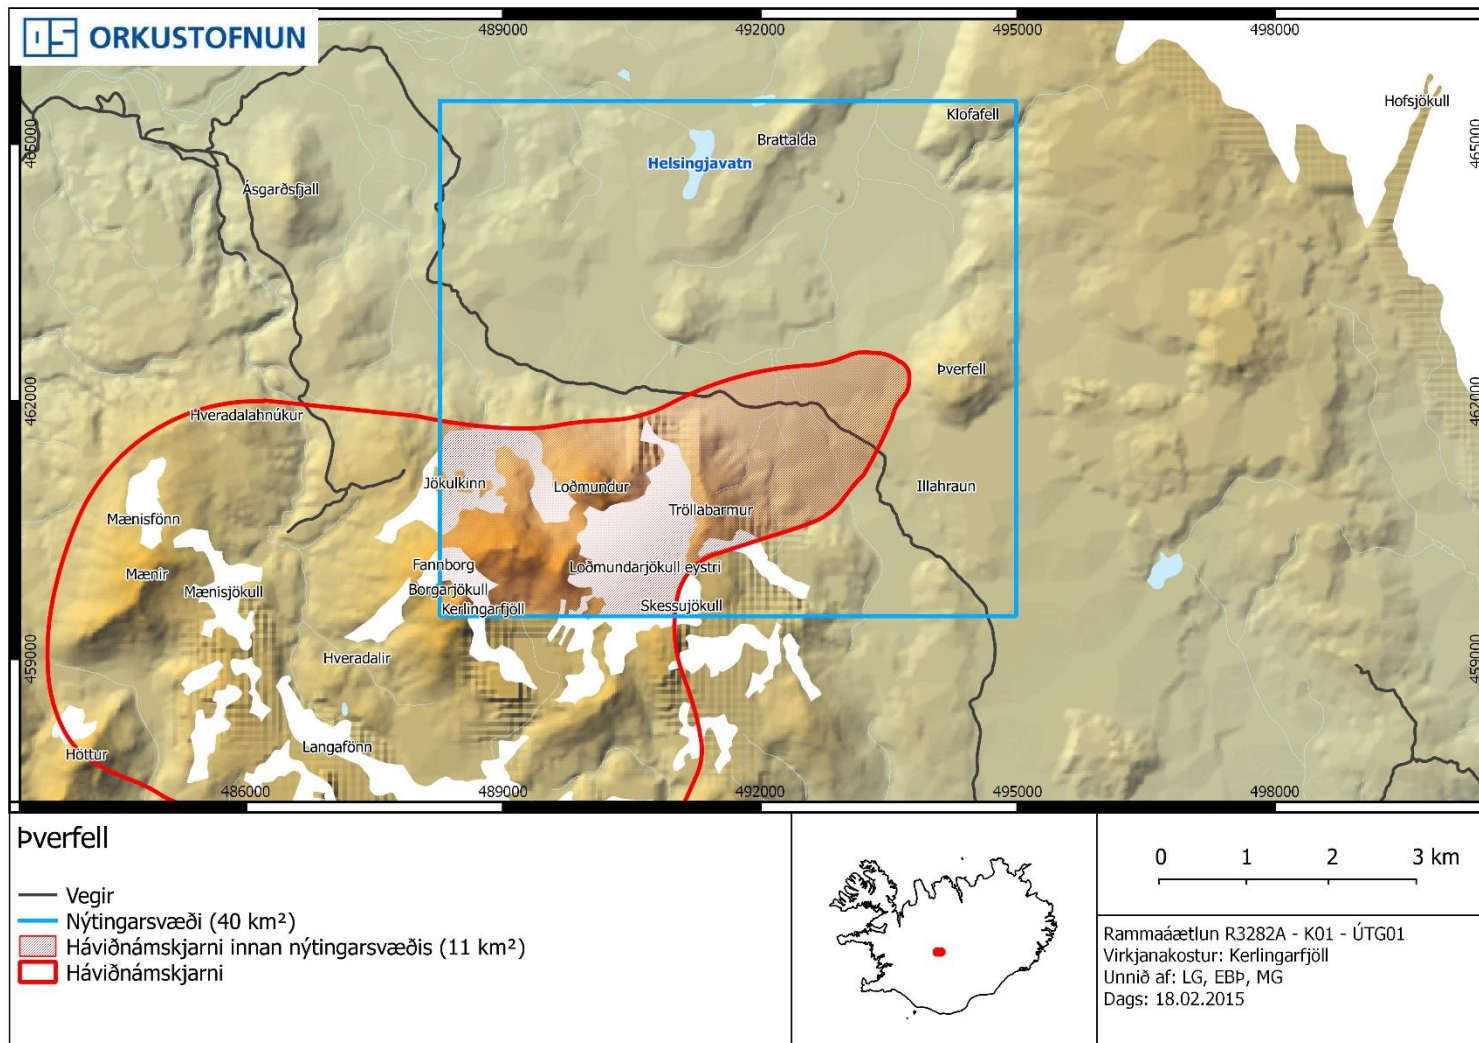 OS ORKUSTOFNUN
489000
492000
495000
498000
Hofsjökull
Klofafell
465000
Brattalda
465000
Helsingjavatn
Ásgarðsfjall
Þverfell
462000
462000
Hveradalahnúkur
Jökulkinn
Loðmundur
Illahraun
Tröllabarmur
Mænisfönn
Fannborg
Loðmundarjökull eystri
Mænir
Mænisjökull
Borgarjökull
Skessujökull
Kerlingarfjöll
459000
Hveradalir
459000
Langafönn
Höttur
486000
489000
492000
495000
498000
Þverfell
Vegir
Nýtingarsvæði (40 km²)
Háviðnámskjarni innan nýtingarsvæðis (11 km²)
Háviðnámskjarni
0 1 2 3 km
Rammaáætlun R3282A - K01 - ÚTG01
Virkjanakostur: Kerlingarfjöll
Unnið af: LG, EBÞ, MG
Dags: 18.02.2015